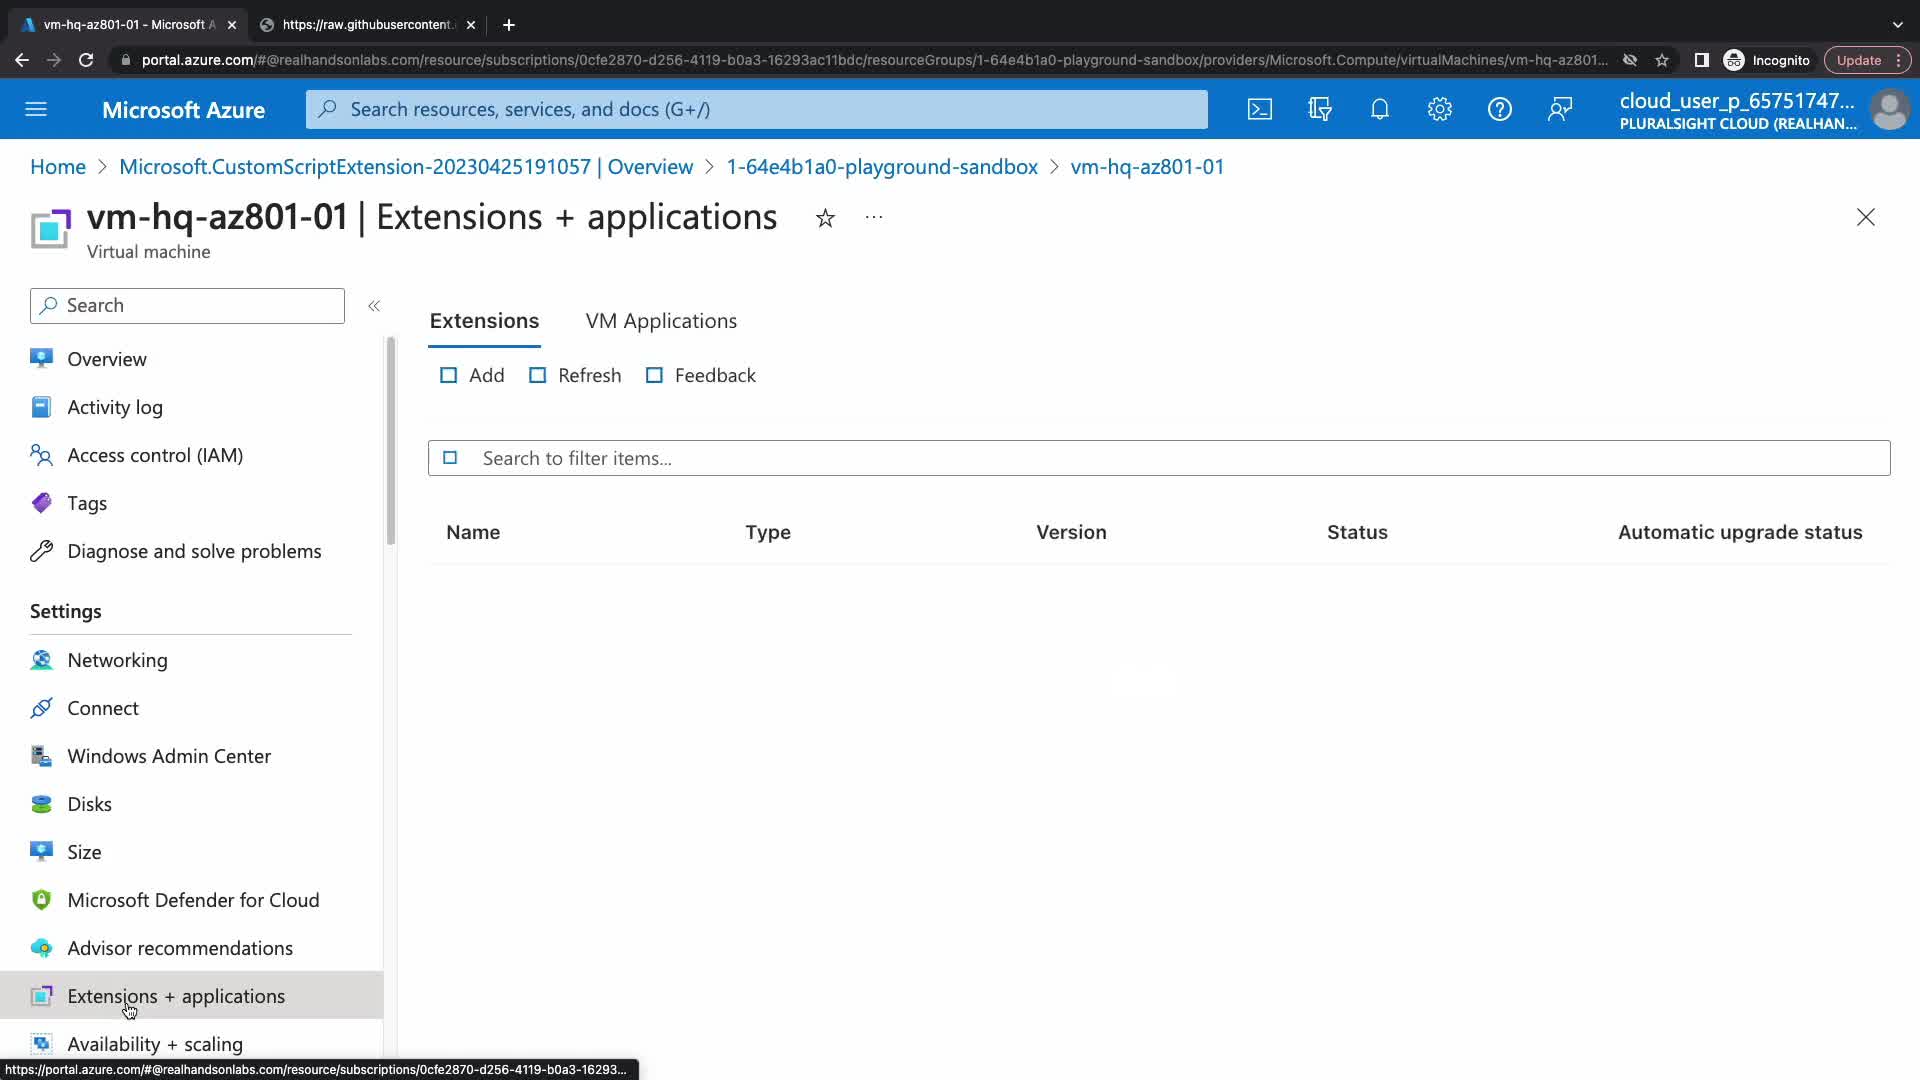 vm-hq-az801-01 - Microsoft A
https://raw.githubusercontent.
portal.azure.com/#@realhandsonlabs.com/resource/subscriptions/0cfe2870-d256-4119-b0a3-16293ac11bdc/resourceGroups/1-64e4b1a0-playground-sandbox/providers/Microsoft.Compute/virtualMachines/vm-hq-az801...
Incognito
Update
Microsoft Azure
Search resources, services, and docs (G+/)
cloud_user_p_65751747...
PLURALSIGHT CLOUD (REALHAN...
Home > Microsoft.CustomScriptExtension-20230425191057 | Overview > 1-64e4b1a0-playground-sandbox > vm-hq-az801-01
vm-hq-az801-01 | Extensions + applications
Virtual machine
Search
Overview
Activity log
Access control (IAM)
Tags
Diagnose and solve problems
Settings
Networking
Connect
Windows Admin Center
Disks
Size
Microsoft Defender for Cloud
Advisor recommendations
Extensions + applications
Availability + scaling
Extensions VM Applications
Add Refresh Feedback
Search to filter items...
Name Type Version Status Automatic upgrade status
https://portal.azure.com/#@realhandsonlabs.com/resource/subscriptions/0cfe2870-d256-4119-b0a3-16293...